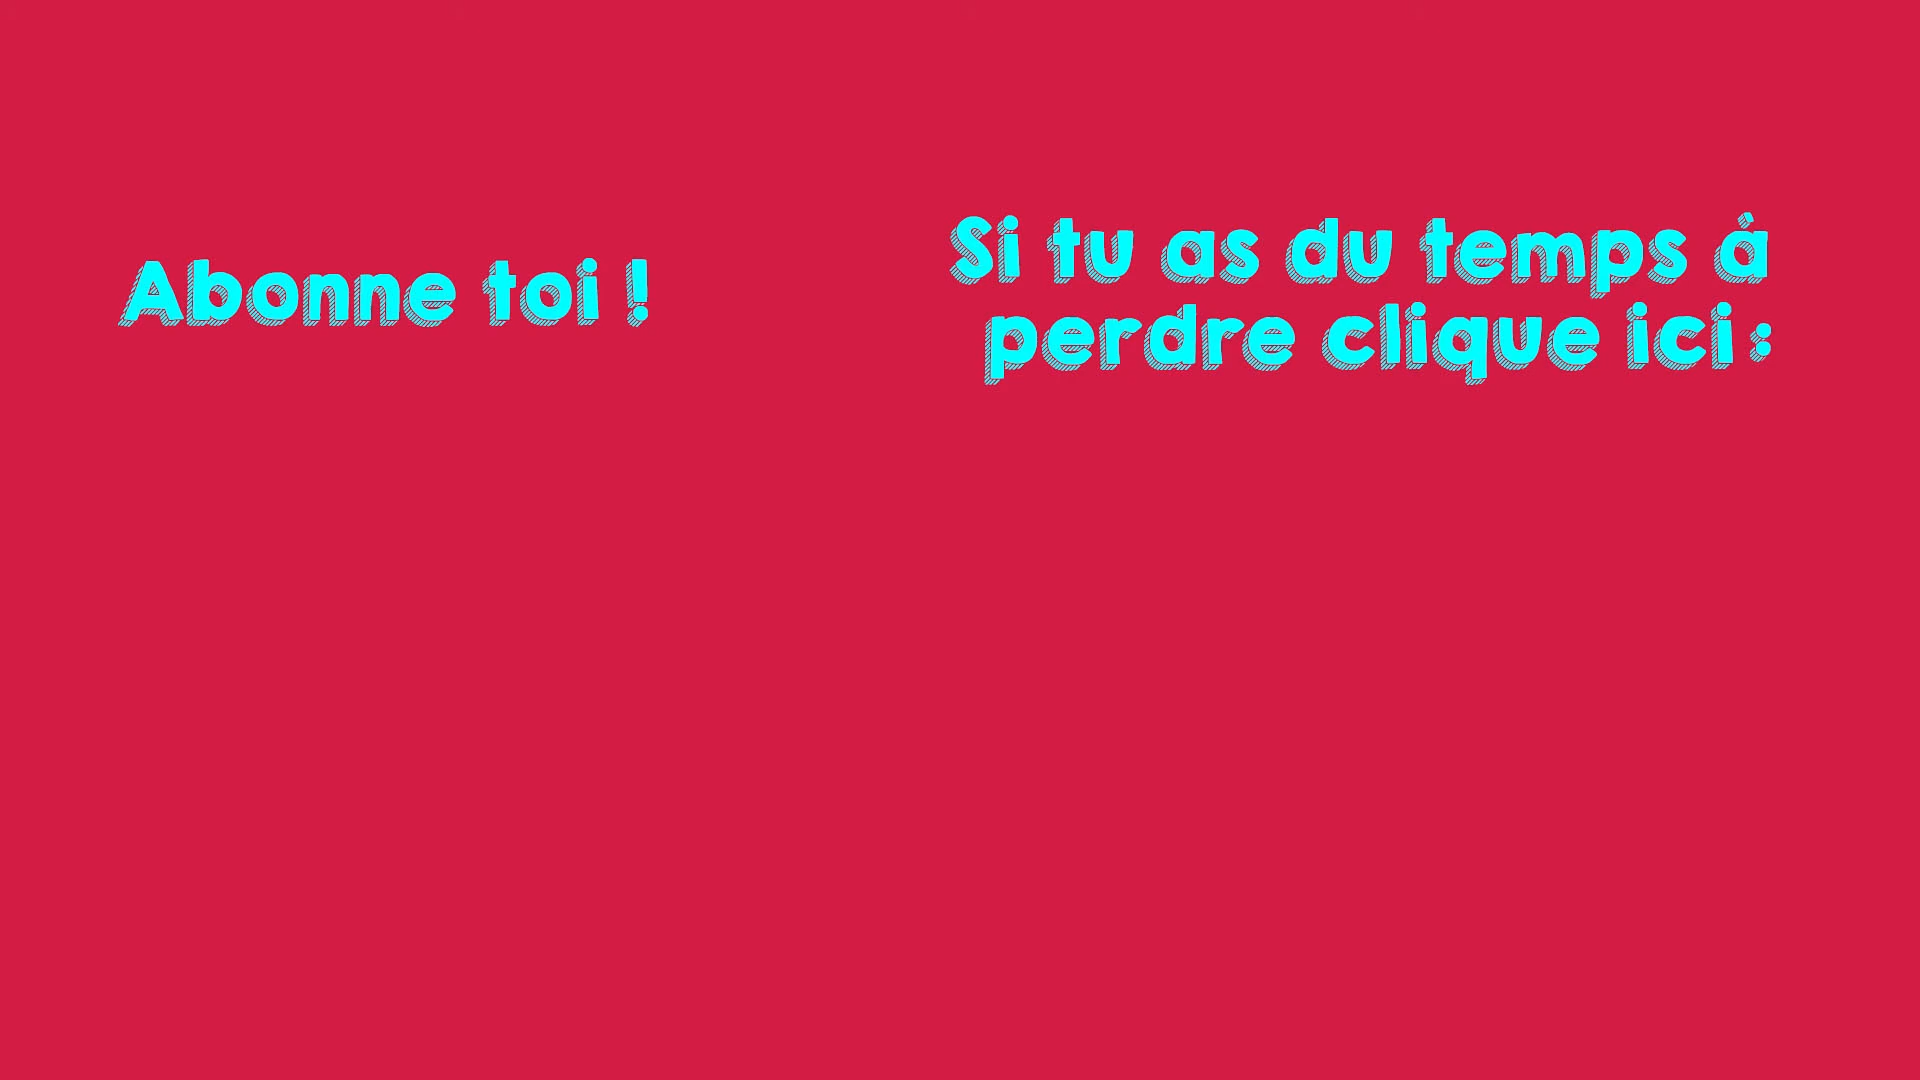 Abonne toi !
Si tu as du temps à
perdre clique ici :